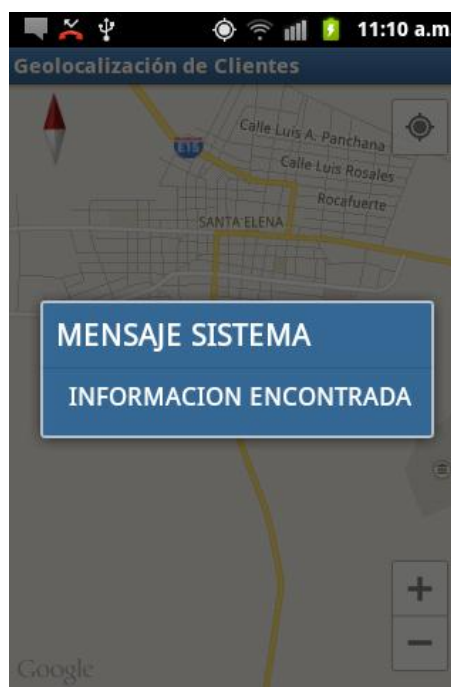 11:10 a.m
Geolocalización de Clientes
Calle Luis A. Panchana
E15
Calle Luis Rosales
Rocafuerte
SANTA ELENA
MENSAJE SISTEMA
INFORMACION ENCONTRADA
+
−
Google